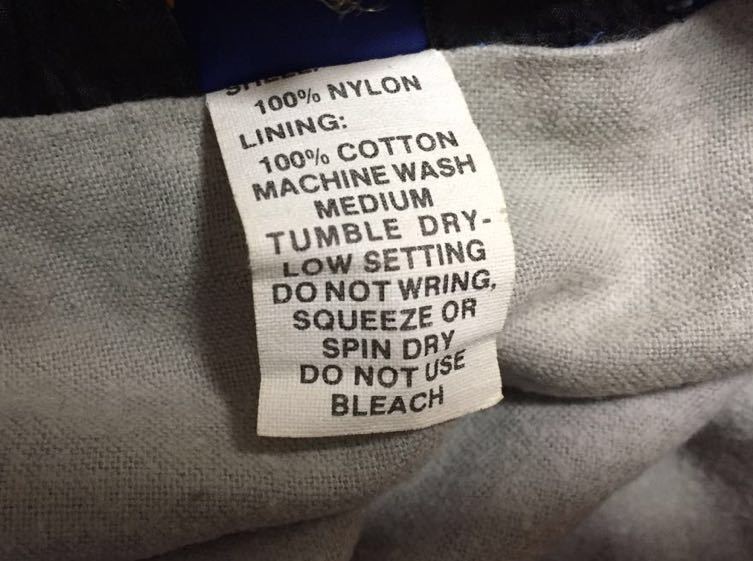 SHELL:
100% NYLON
LINING:
100% COTTON
MACHINE WASH
MEDIUM
TUMBLE DRY-
LOW SETTING
DO NOT WRING,
SQUEEZE OR
SPIN DRY
DO NOT USE
BLEACH